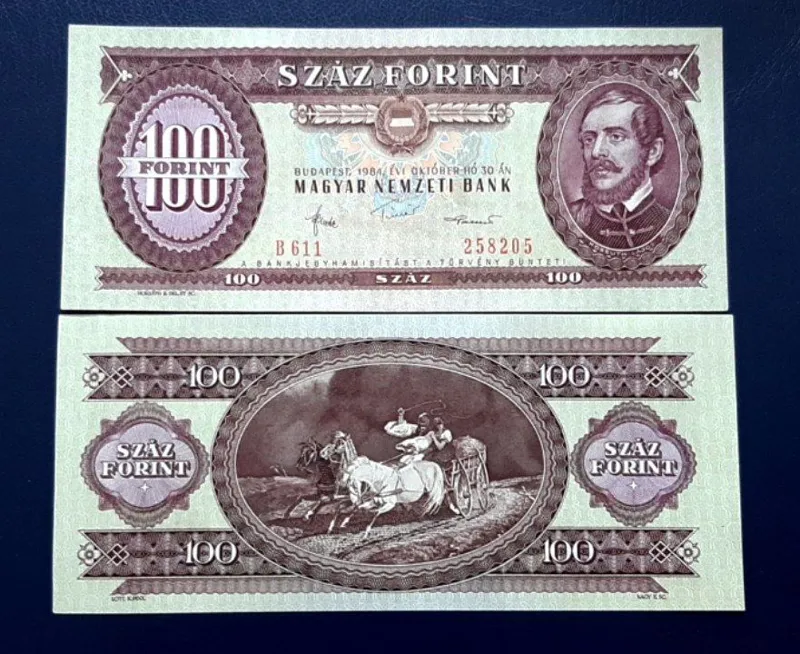 SZÁZ FORINT
100
FORINT
BUDAPEST, 1984. ÉVI OKTÓBER HÓ 30-ÁN
MAGYAR NEMZETI BANK
B 611 258205
A BANKJEGYHAMISÍTÁST A TÖRVÉNY BÜNTETI.
100 SZÁZ 100
100 100
SZÁZ FORINT
SZÁZ FORINT
100 100